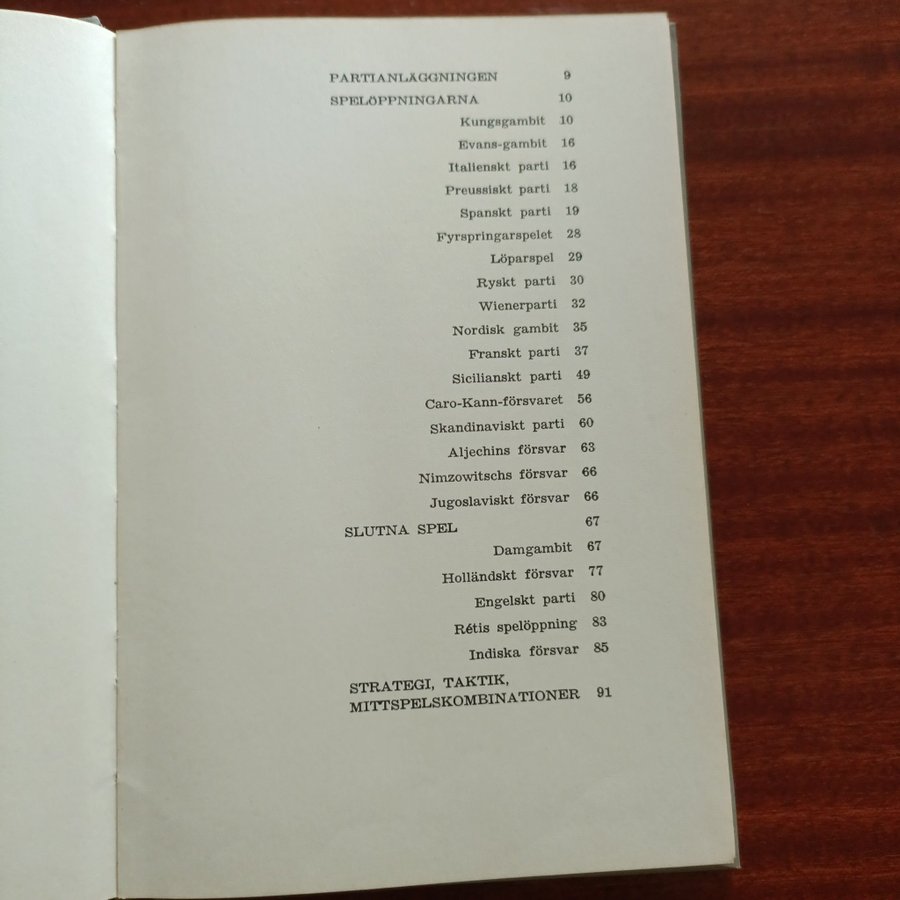 PARTIANLÄGGNINGEN 9
SPELÖPPNINGARNA 10
Kungsgambit 10
Evans-gambit 16
Italienskt parti 16
Preussiskt parti 18
Spanskt parti 19
Fyrspringarspelet 28
Löparspel 29
Ryskt parti 30
Wienerparti 32
Nordisk gambit 35
Franskt parti 37
Sicilianskt parti 49
Caro-Kann-försvaret 56
Skandinaviskt parti 60
Aljechins försvar 63
Nimzowitschs försvar 66
Jugoslaviskt försvar 66
SLUTNA SPEL 67
Damgambit 67
Holländskt försvar 77
Engelskt parti 80
Rétis spelöppning 83
Indiska försvar 85
STRATEGI, TAKTIK,
MITTSPELSKOMBINATIONER 91